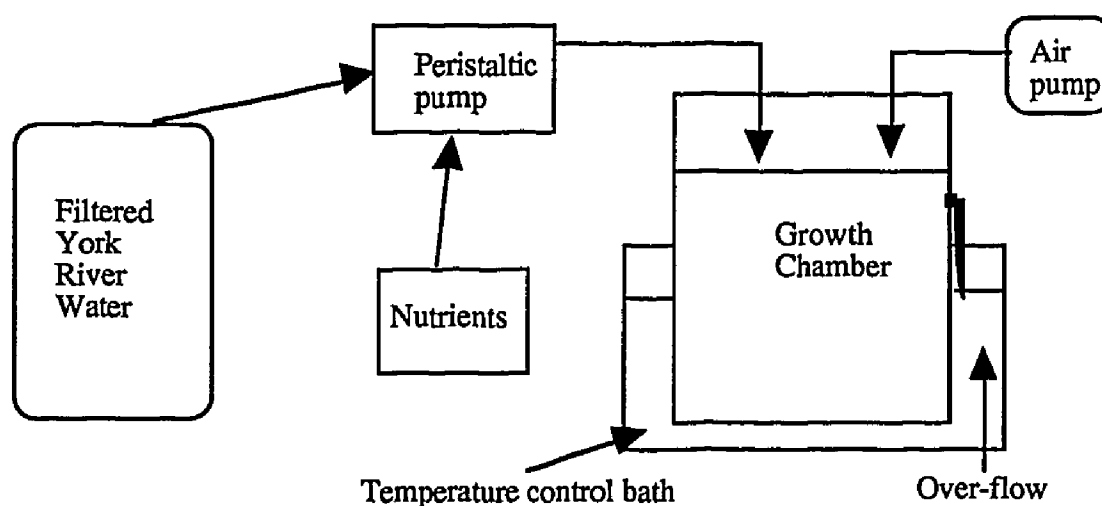 Peristaltic
pump
Air
pump
Filtered
York
River
Water
Growth
Chamber
Nutrients
Temperature control bath
Over-flow